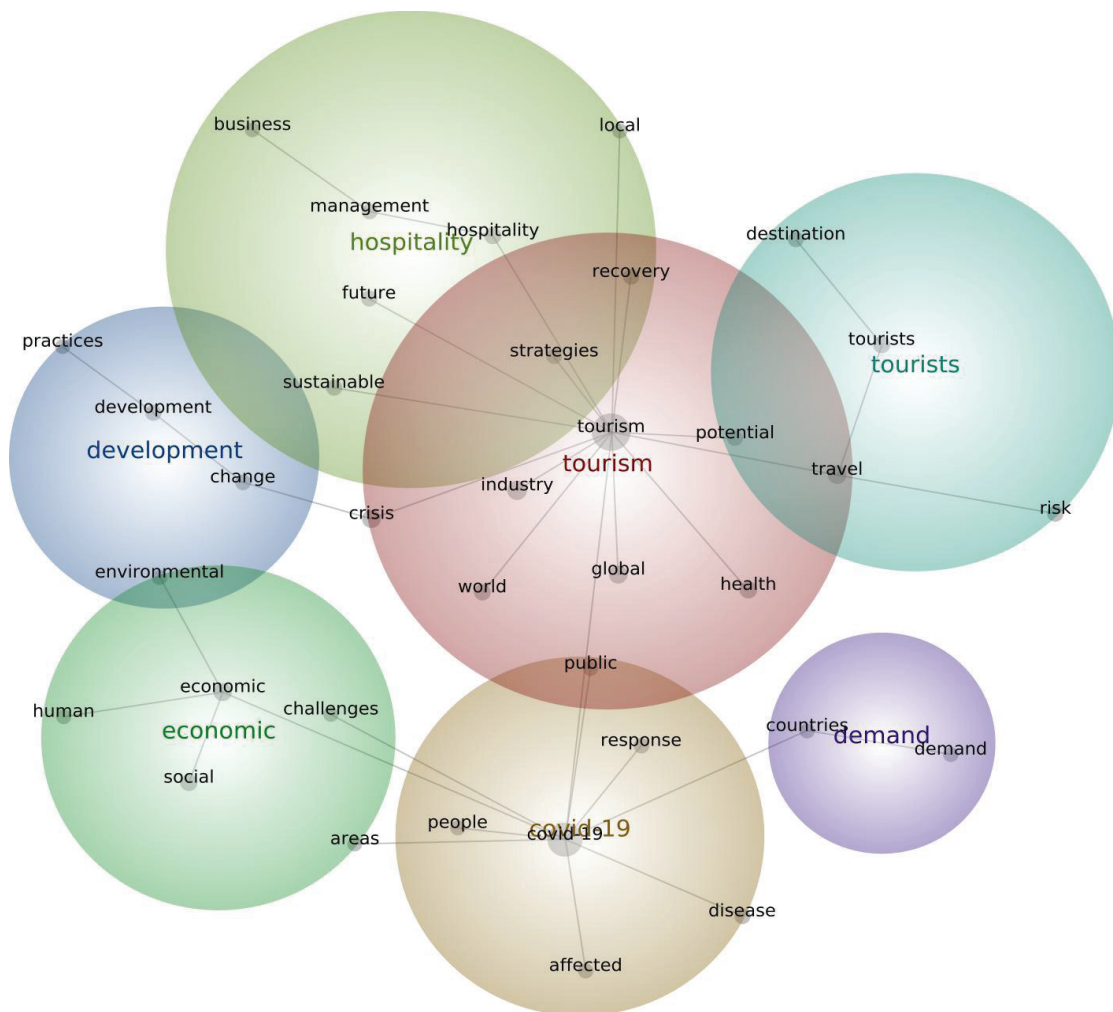 business
local
management
hospitality
destination
hospitality
recovery
future
practices
strategies
tourists
tourists
sustainable
development
tourism
potential
development
tourism
travel
change
industry
crisis
risk
environmental
world
global
health
public
economic
human
challenges
economic
response
countries
demand
demand
social
people
covid-19
covid-19
areas
disease
affected